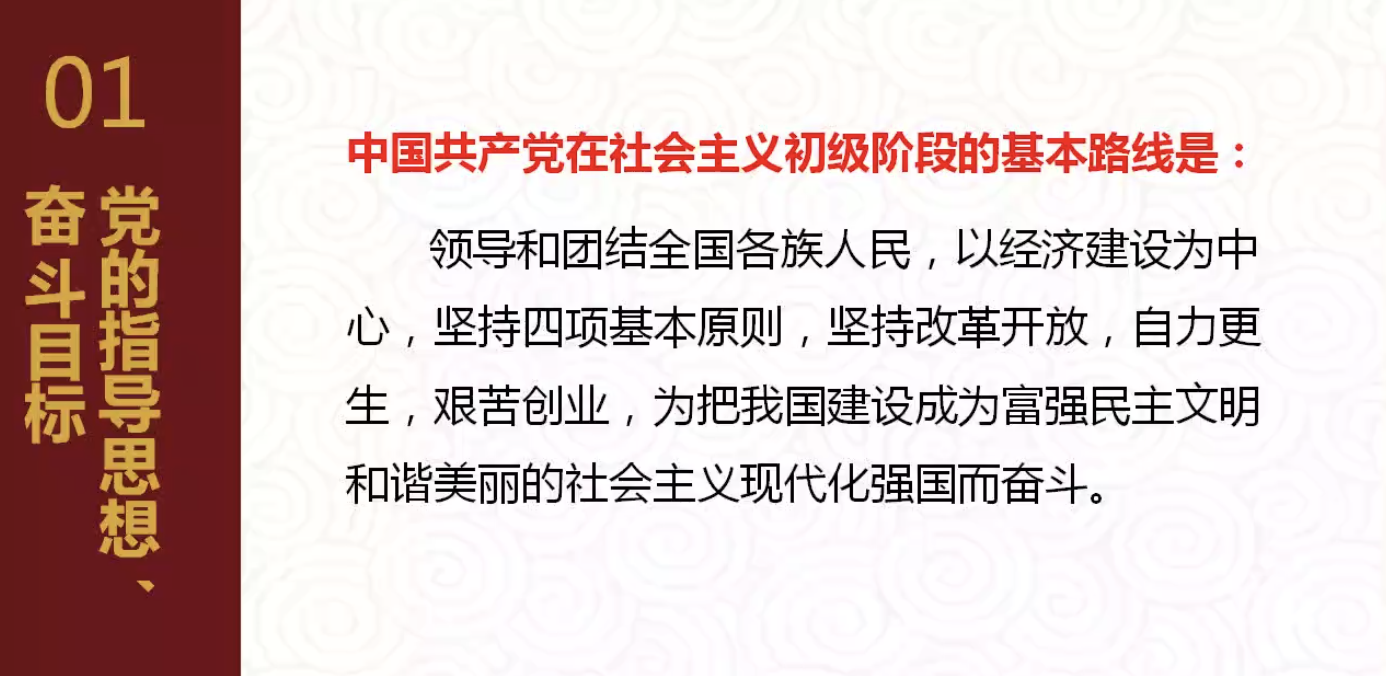 01
党的指导思想、
奋斗目标
中国共产党在社会主义初级阶段的基本路线是：
领导和团结全国各族人民，以经济建设为中
心，坚持四项基本原则，坚持改革开放，自力更
生，艰苦创业，为把我国建设成为富强民主文明
和谐美丽的社会主义现代化强国而奋斗。